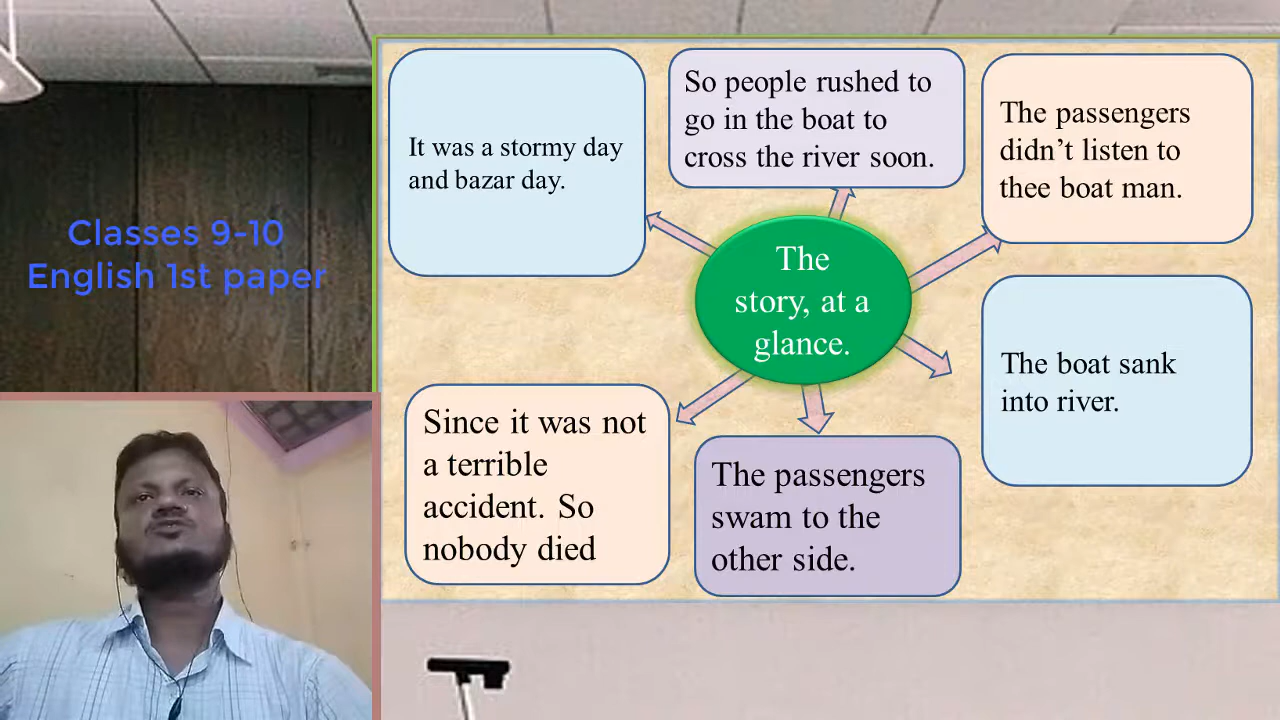 Classes 9-10
English 1st paper
It was a stormy day
and bazar day.
So people rushed to
go in the boat to
cross the river soon.
The passengers
didn’t listen to
thee boat man.
The
story, at a
glance.
The boat sank
into river.
Since it was not
a terrible
accident. So
nobody died
The passengers
swam to the
other side.